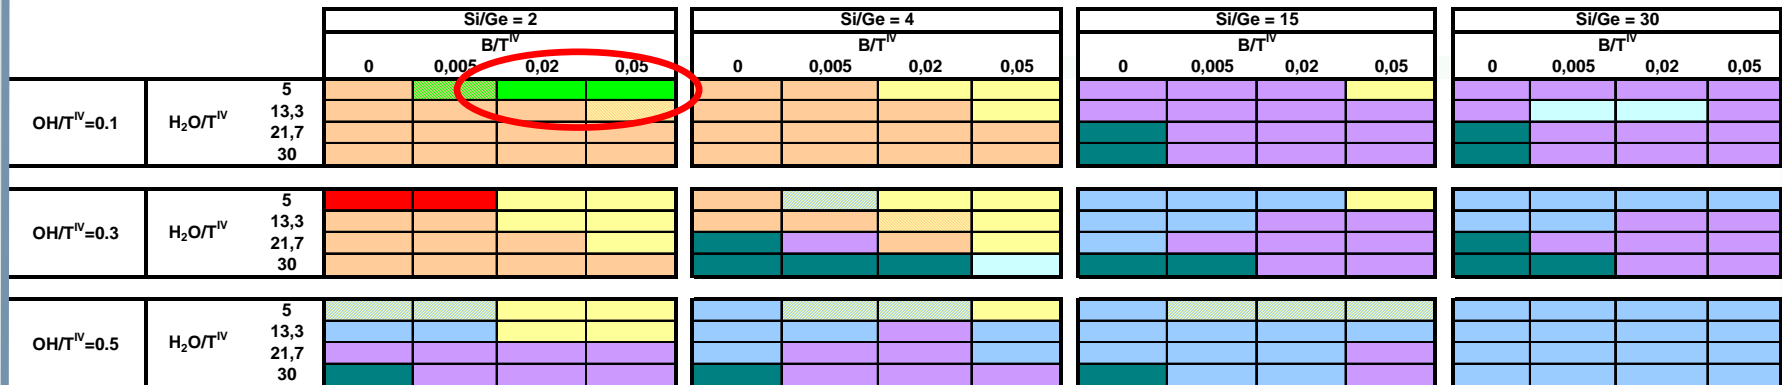 Si/Ge = 2 Si/Ge = 4 Si/Ge = 15 Si/Ge = 30
B/T^IV B/T^IV B/T^IV B/T^IV
0 0,005 0,02 0,05 0 0,005 0,02 0,05 0 0,005 0,02 0,05 0 0,005 0,02 0,05
5
13,3
OH/T^IV=0.1 H₂O/T^IV
21,7
30
5
13,3
OH/T^IV=0.3 H₂O/T^IV
21,7
30
5
13,3
OH/T^IV=0.5 H₂O/T^IV
21,7
30